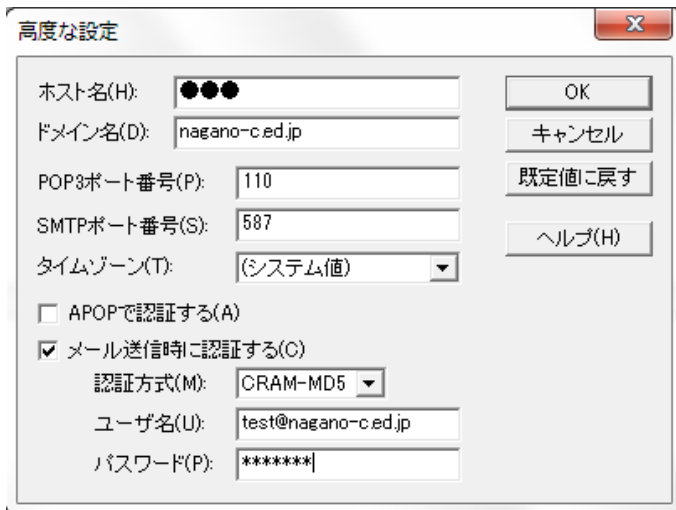 高度な設定
ホスト名(H): ●●●
OK
ドメイン名(D): nagano-c.ed.jp
キャンセル
POP3ポート番号(P): 110
既定値に戻す
SMTPポート番号(S): 587
ヘルプ(H)
タイムゾーン(T): (システム値)
APOPで認証する(A)
メール送信時に認証する(C)
認証方式(M): CRAM-MD5
ユーザ名(U): test@nagano-c.ed.jp
パスワード(P): *******